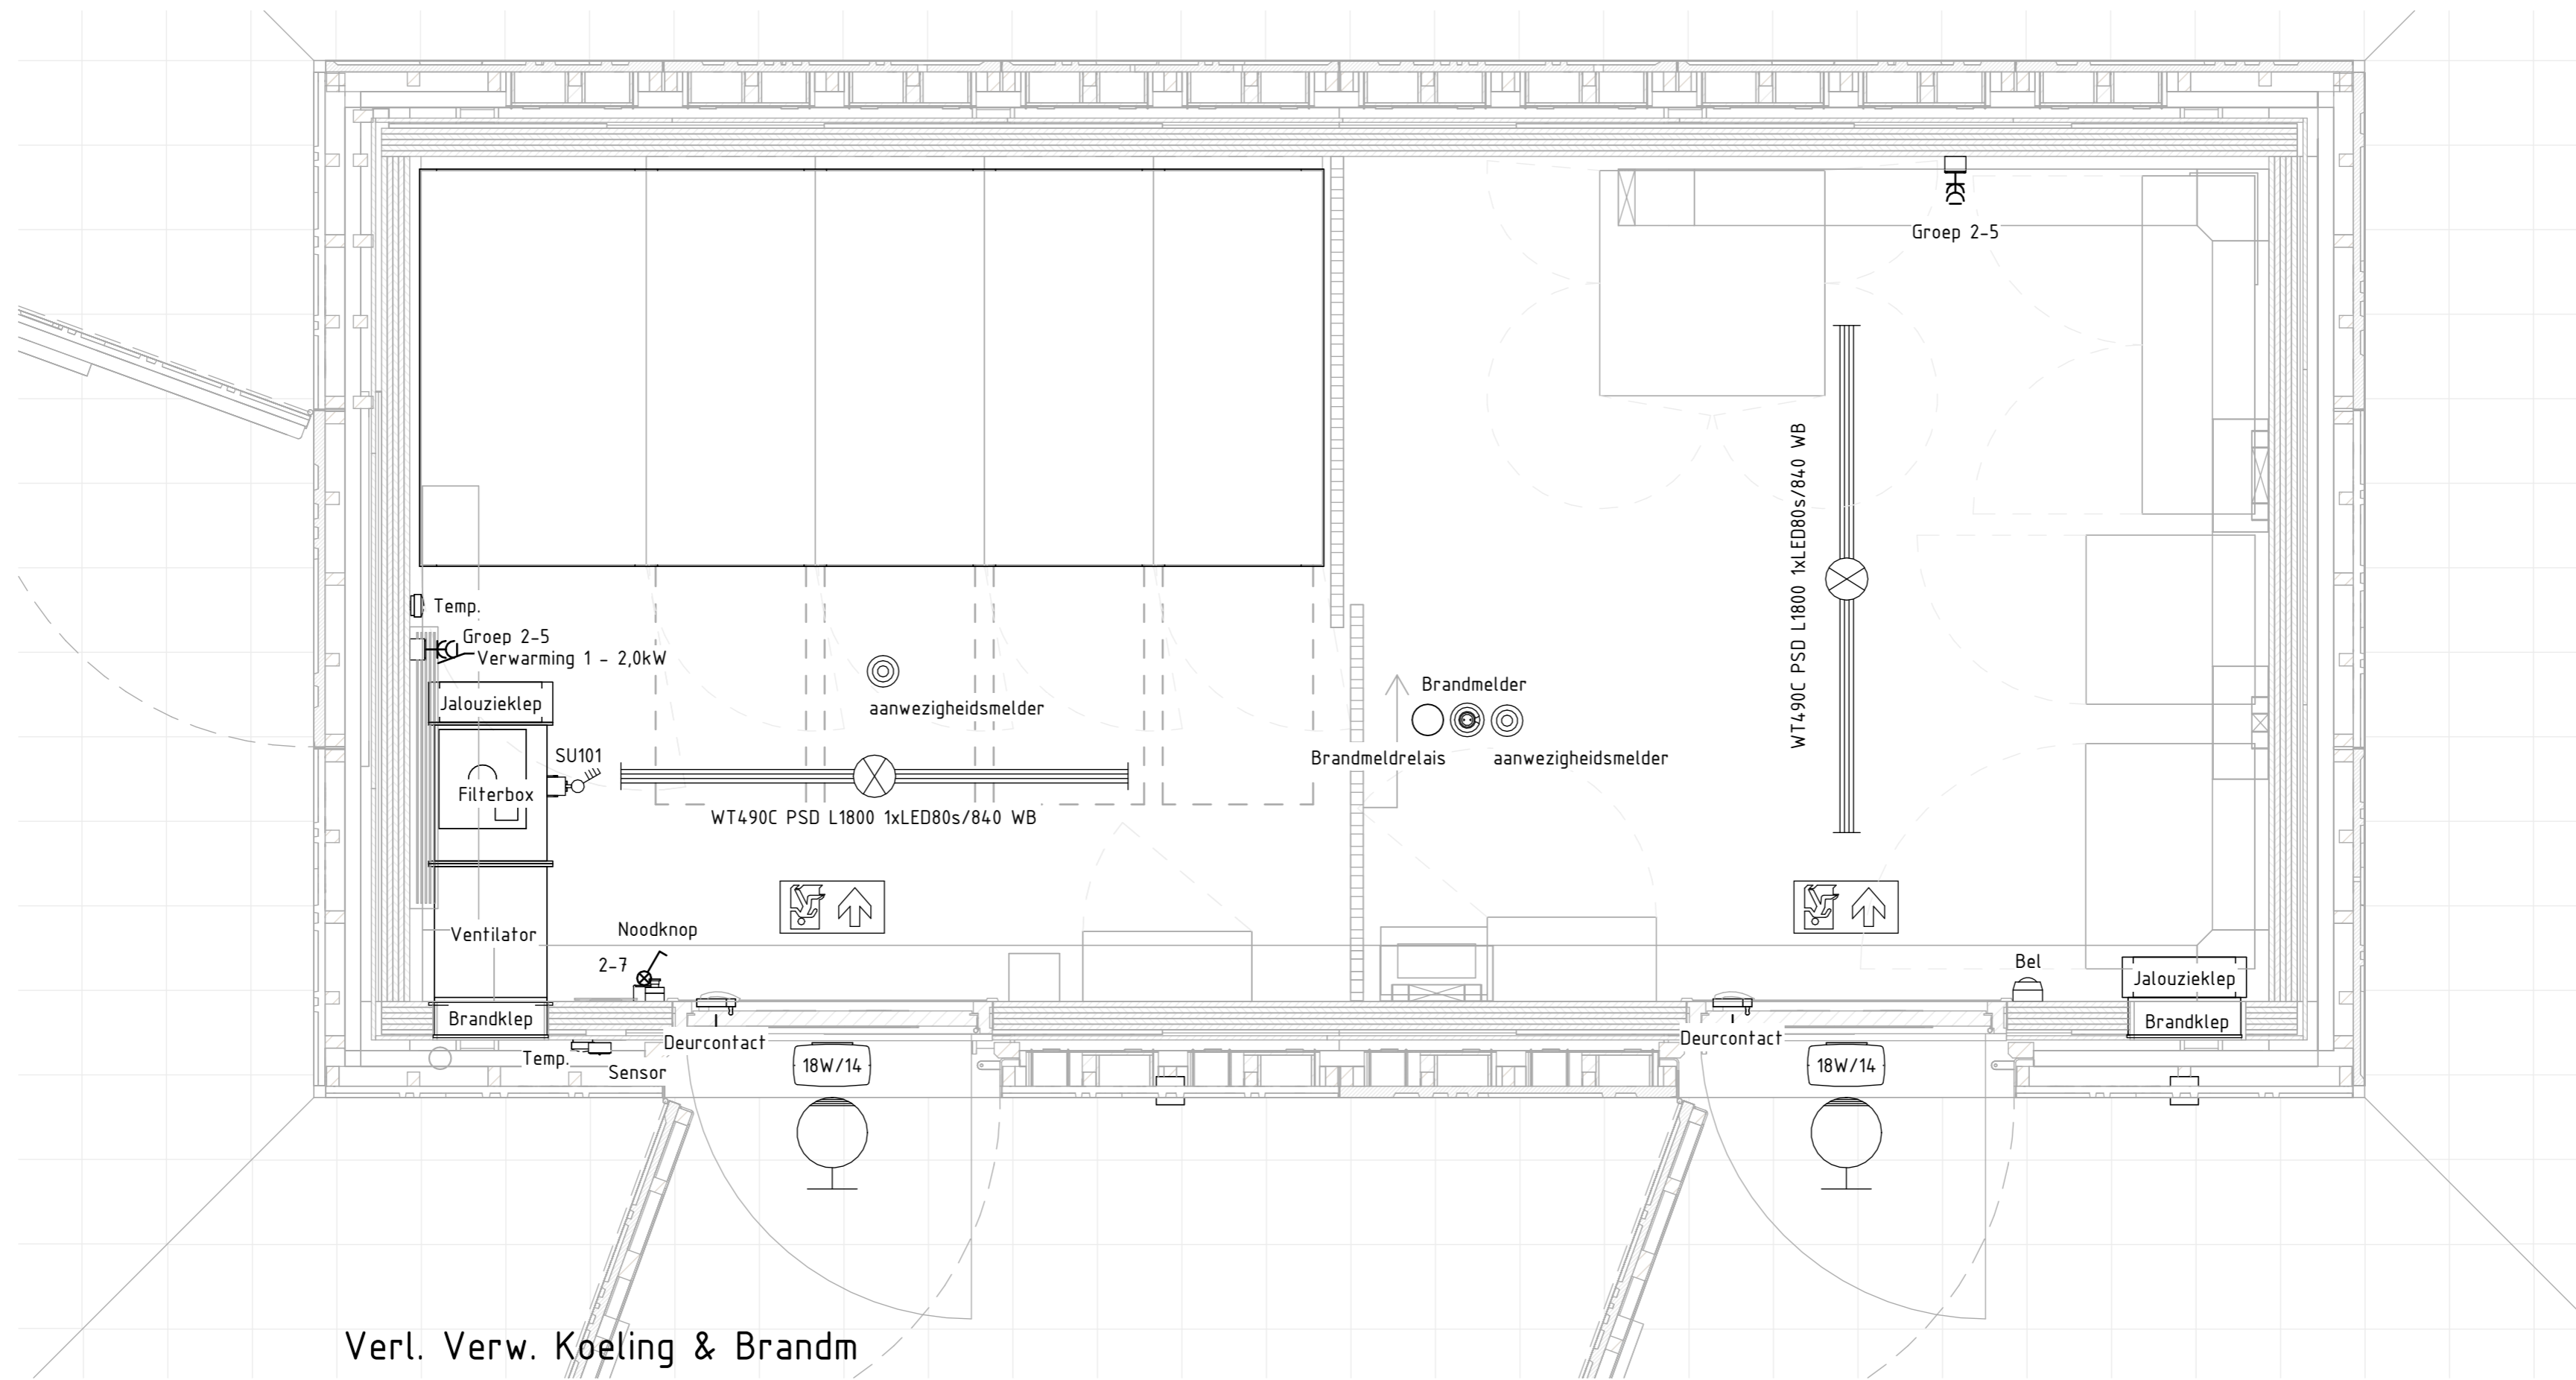 Groep 2-5
WT490C PSD L1800 1xLED80s/840 WB
Temp.
Groep 2-5
Verwarming 1 - 2,0kW
Jalouzieklep
aanwezigheidsmelder
Brandmelder
SU101
Brandmeldrelais
aanwezigheidsmelder
Filterbox
WT490C PSD L1800 1xLED80s/840 WB
Noodknop
Ventilator
2-7
Bel
Jalouzieklep
Brandklep
Brandklep
Deurcontact
Deurcontact
Temp.
Sensor
18W/14
18W/14
Verl. Verw. Koeling & Brandm